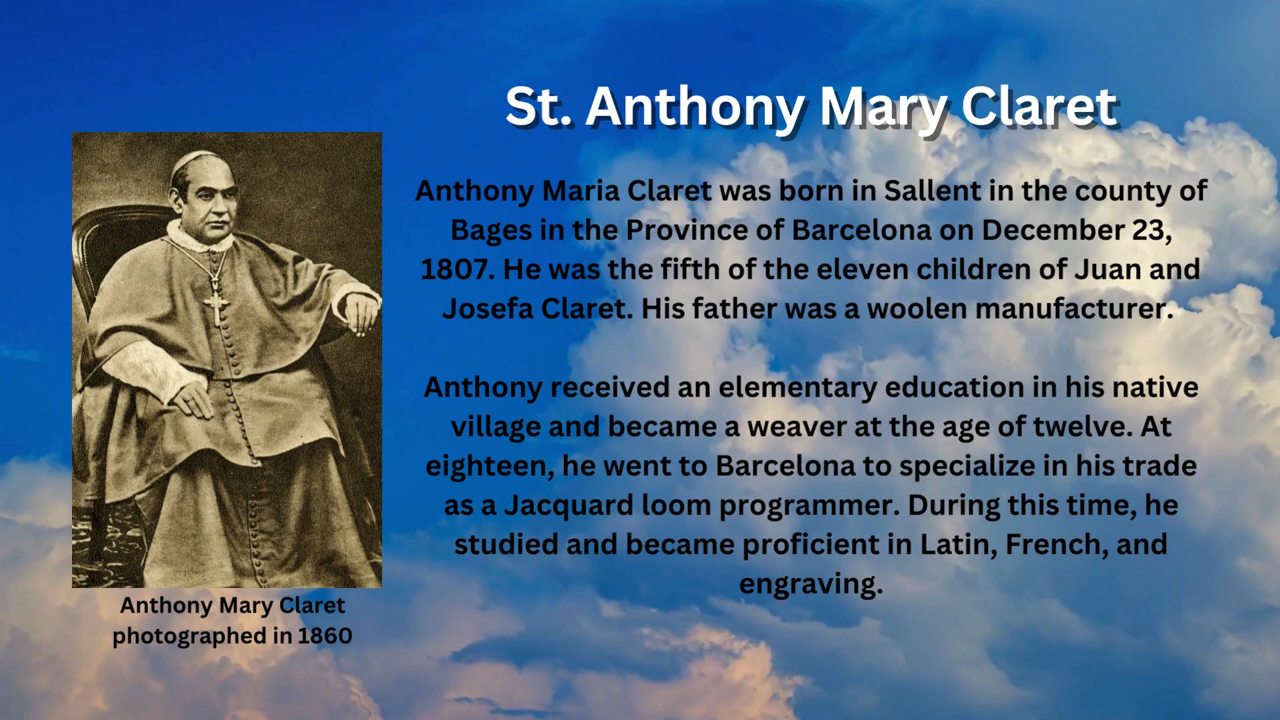 St. Anthony Mary Claret
Anthony Maria Claret was born in Sallent in the county of
Bages in the Province of Barcelona on December 23,
1807. He was the fifth of the eleven children of Juan and
Josefa Claret. His father was a woolen manufacturer.
Anthony received an elementary education in his native
village and became a weaver at the age of twelve. At
eighteen, he went to Barcelona to specialize in his trade
as a Jacquard loom programmer. During this time, he
studied and became proficient in Latin, French, and
engraving.
Anthony Mary Claret
photographed in 1860